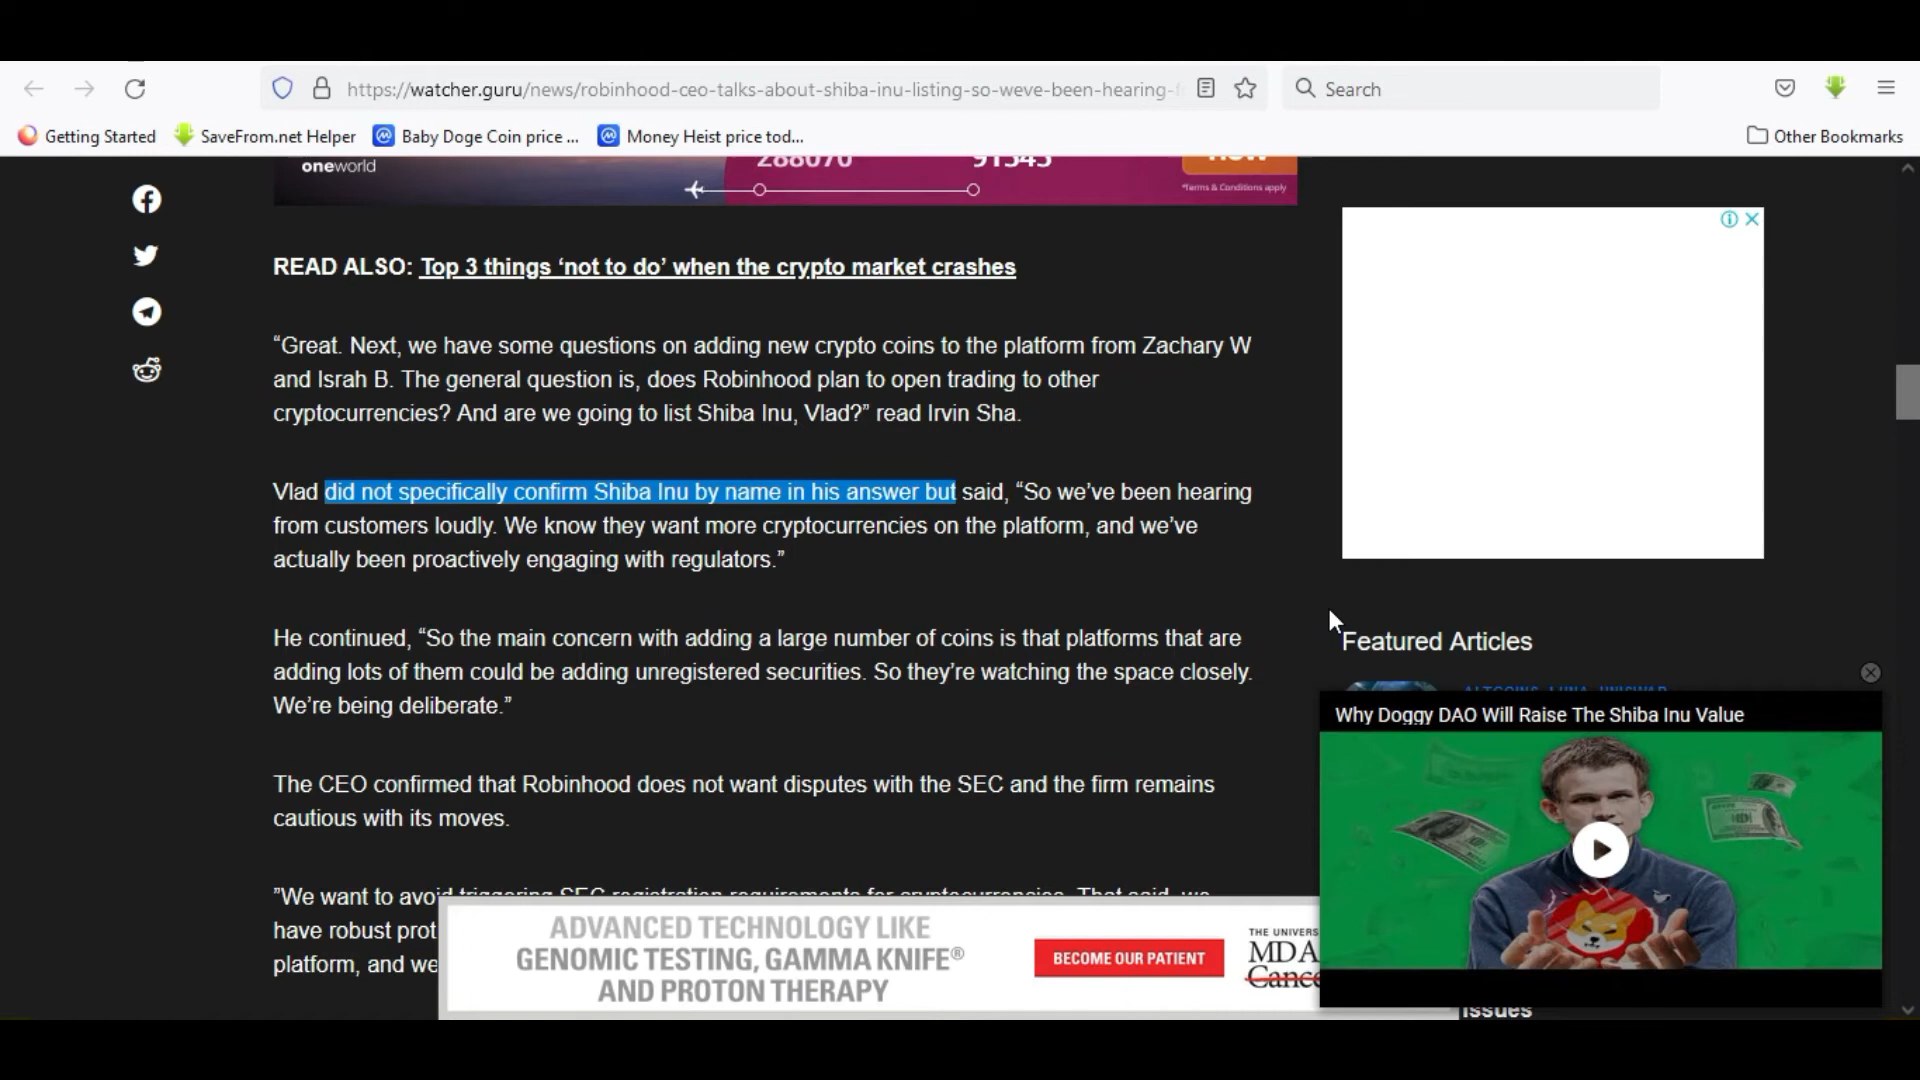 https://watcher.guru/news/robinhood-ceo-talks-about-shiba-inu-listing-so-weve-been-hearing-f
Search
Getting Started
SaveFrom.net Helper
Baby Doge Coin price ...
Money Heist price tod...
Other Bookmarks
oneworld
288070
91545
now
*Terms & Conditions apply
READ ALSO: Top 3 things ‘not to do’ when the crypto market crashes
“Great. Next, we have some questions on adding new crypto coins to the platform from Zachary W
and Israh B. The general question is, does Robinhood plan to open trading to other
cryptocurrencies? And are we going to list Shiba Inu, Vlad?” read Irvin Sha.
Vlad did not specifically confirm Shiba Inu by name in his answer but said, “So we’ve been hearing
from customers loudly. We know they want more cryptocurrencies on the platform, and we’ve
actually been proactively engaging with regulators.”
He continued, “So the main concern with adding a large number of coins is that platforms that are
adding lots of them could be adding unregistered securities. So they’re watching the space closely.
We’re being deliberate.”
The CEO confirmed that Robinhood does not want disputes with the SEC and the firm remains
cautious with its moves.
”We want to avoid triggering SEC registration requirements for cryptocurrencies. That said, we
have robust prot
platform, and we
Featured Articles
ALTCOINS, LUNA, UNISWAP
Why Doggy DAO Will Raise The Shiba Inu Value
Issues
ADVANCED TECHNOLOGY LIKE
GENOMIC TESTING, GAMMA KNIFE®
AND PROTON THERAPY
BECOME OUR PATIENT
THE UNIVERS
MDA
Cance